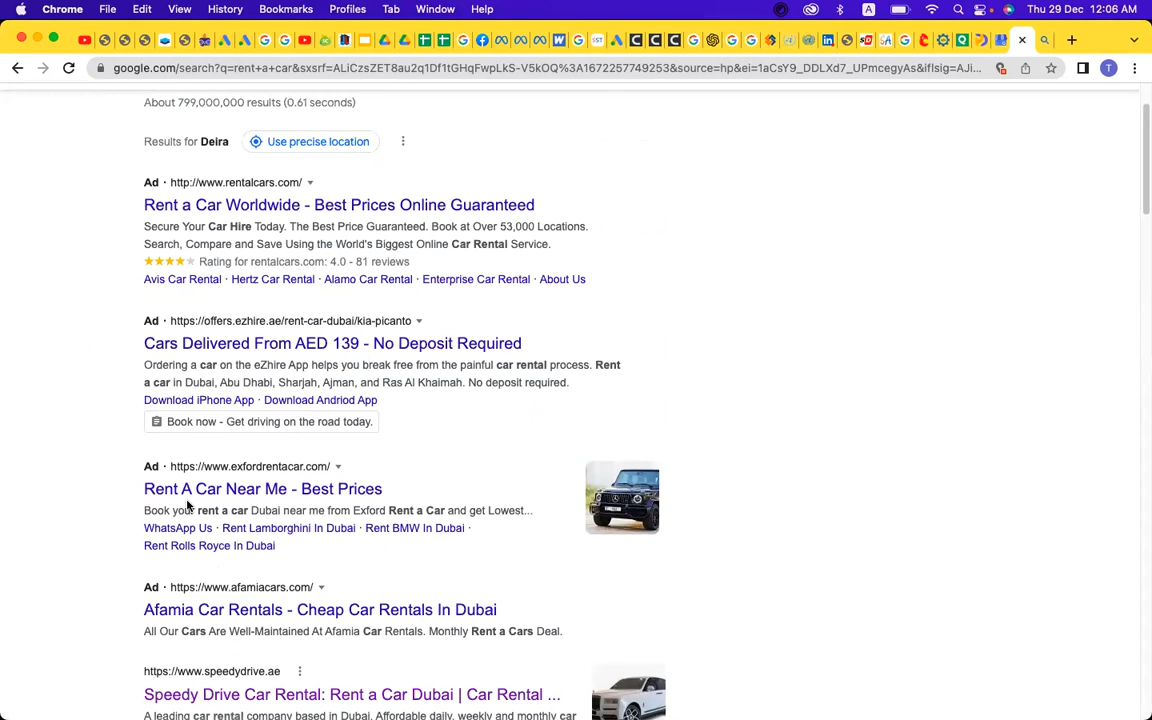 Chrome File Edit View History Bookmarks Profiles Tab Window Help A Thu 29 Dec 12:06 AM
google.com/search?q=rent+a+car&sxsrf=ALiCzsZET8au2q1Df1tGHqFwpLkS-V5kOQ%3A1672257749253&source=hp&ei=1aCsY9_DDLXd7_UPmcegyAs&iflsig=AJi... T
About 799,000,000 results (0.61 seconds)
Results for Deira Use precise location
Ad · http://www.rentalcars.com/
Rent a Car Worldwide - Best Prices Online Guaranteed
Secure Your Car Hire Today. The Best Price Guaranteed. Book at Over 53,000 Locations.
Search, Compare and Save Using the World's Biggest Online Car Rental Service.
Rating for rentalcars.com: 4.0 - 81 reviews
Avis Car Rental · Hertz Car Rental · Alamo Car Rental · Enterprise Car Rental · About Us
Ad · https://offers.ezhire.ae/rent-car-dubai/kia-picanto
Cars Delivered From AED 139 - No Deposit Required
Ordering a car on the eZhire App helps you break free from the painful car rental process. Rent
a car in Dubai, Abu Dhabi, Sharjah, Ajman, and Ras Al Khaimah. No deposit required.
Download iPhone App · Download Andriod App
Book now - Get driving on the road today.
Ad · https://www.exfordrentacar.com/
Rent A Car Near Me - Best Prices
Book your rent a car Dubai near me from Exford Rent a Car and get Lowest...
WhatsApp Us · Rent Lamborghini In Dubai · Rent BMW In Dubai ·
Rent Rolls Royce In Dubai
Ad · https://www.afamiacars.com/
Afamia Car Rentals - Cheap Car Rentals In Dubai
All Our Cars Are Well-Maintained At Afamia Car Rentals. Monthly Rent a Cars Deal.
https://www.speedydrive.ae
Speedy Drive Car Rental: Rent a Car Dubai | Car Rental ...
A leading car rental company based in Dubai. Affordable daily, weekly and monthly car